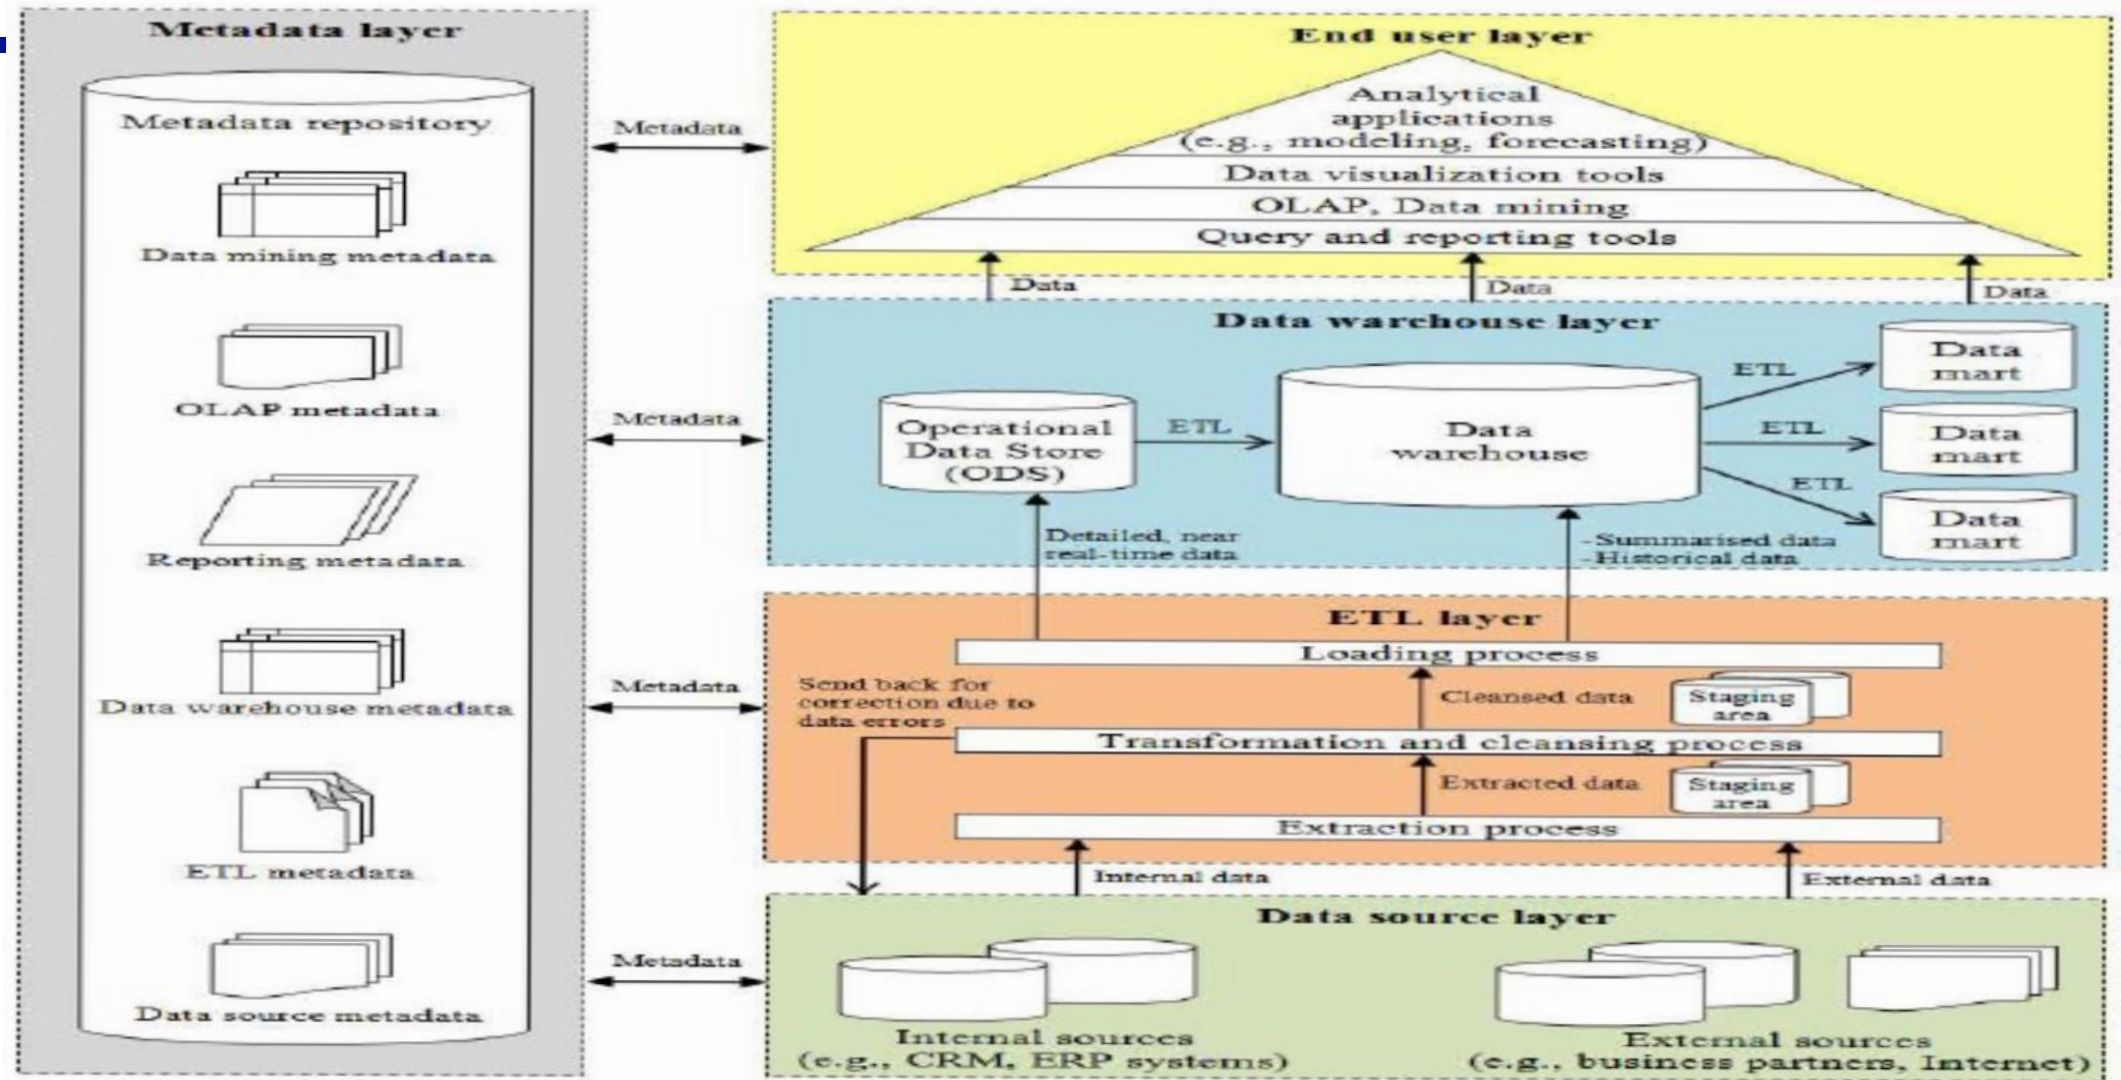 Metadata layer
Metadata repository
Data mining metadata
OLAP metadata
Reporting metadata
Data warehouse metadata
ETL metadata
Data source metadata
Metadata
Metadata
Metadata
Metadata
End user layer
Analytical
applications
(e.g., modeling, forecasting)
Data visualization tools
OLAP, Data mining
Query and reporting tools
Data
Data
Data
Data warehouse layer
Operational
Data Store
(ODS)
ETL
Data
warehouse
ETL
ETL
ETL
Data
mart
Data
mart
Data
mart
Detailed, near
real-time data
-Summarised data
-Historical data
ETL layer
Loading process
Send back for
correction due to
data errors
Cleansed data
Staging
area
Transformation and cleansing process
Extracted data
Staging
area
Extraction process
Internal data
External data
Data source layer
Internal sources
(e.g., CRM, ERP systems)
External sources
(e.g., business partners, Internet)